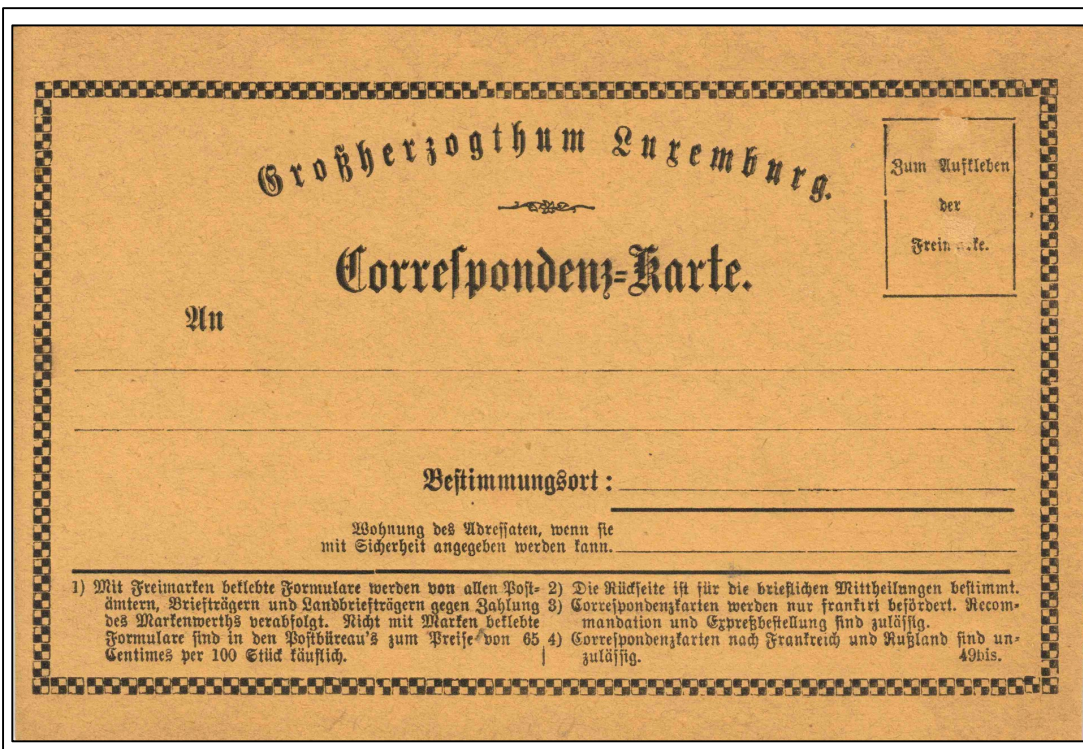 Großherzogthum Luxemburg.
Zum Aufkleben
der
Correspondenz-Karte.
An
Bestimmungsort:
Wohnung des Adressaten, wenn sie
mit Sicherheit angegeben werden kann.
1) Mit Freimarken beklebte Formulare werden von allen Post-
ämtern, Briefträgern und Landbriefträgern gegen Zahlung
des Markenwerths verabfolgt. Nicht mit Marken beklebte
Formulare sind in den Postbüreau's zum Preise von 65
Centimes per 100 Stück käuflich.
2) Die Rückseite ist für die brieflichen Mittheilungen bestimmt.
3) Correspondenzkarten werden nur frankirt befördert. Recom-
mandation und Expreßbestellung sind zulässig.
4) Correspondenzkarten nach Frankreich und Rußland sind un-
zulässig. 49bis.